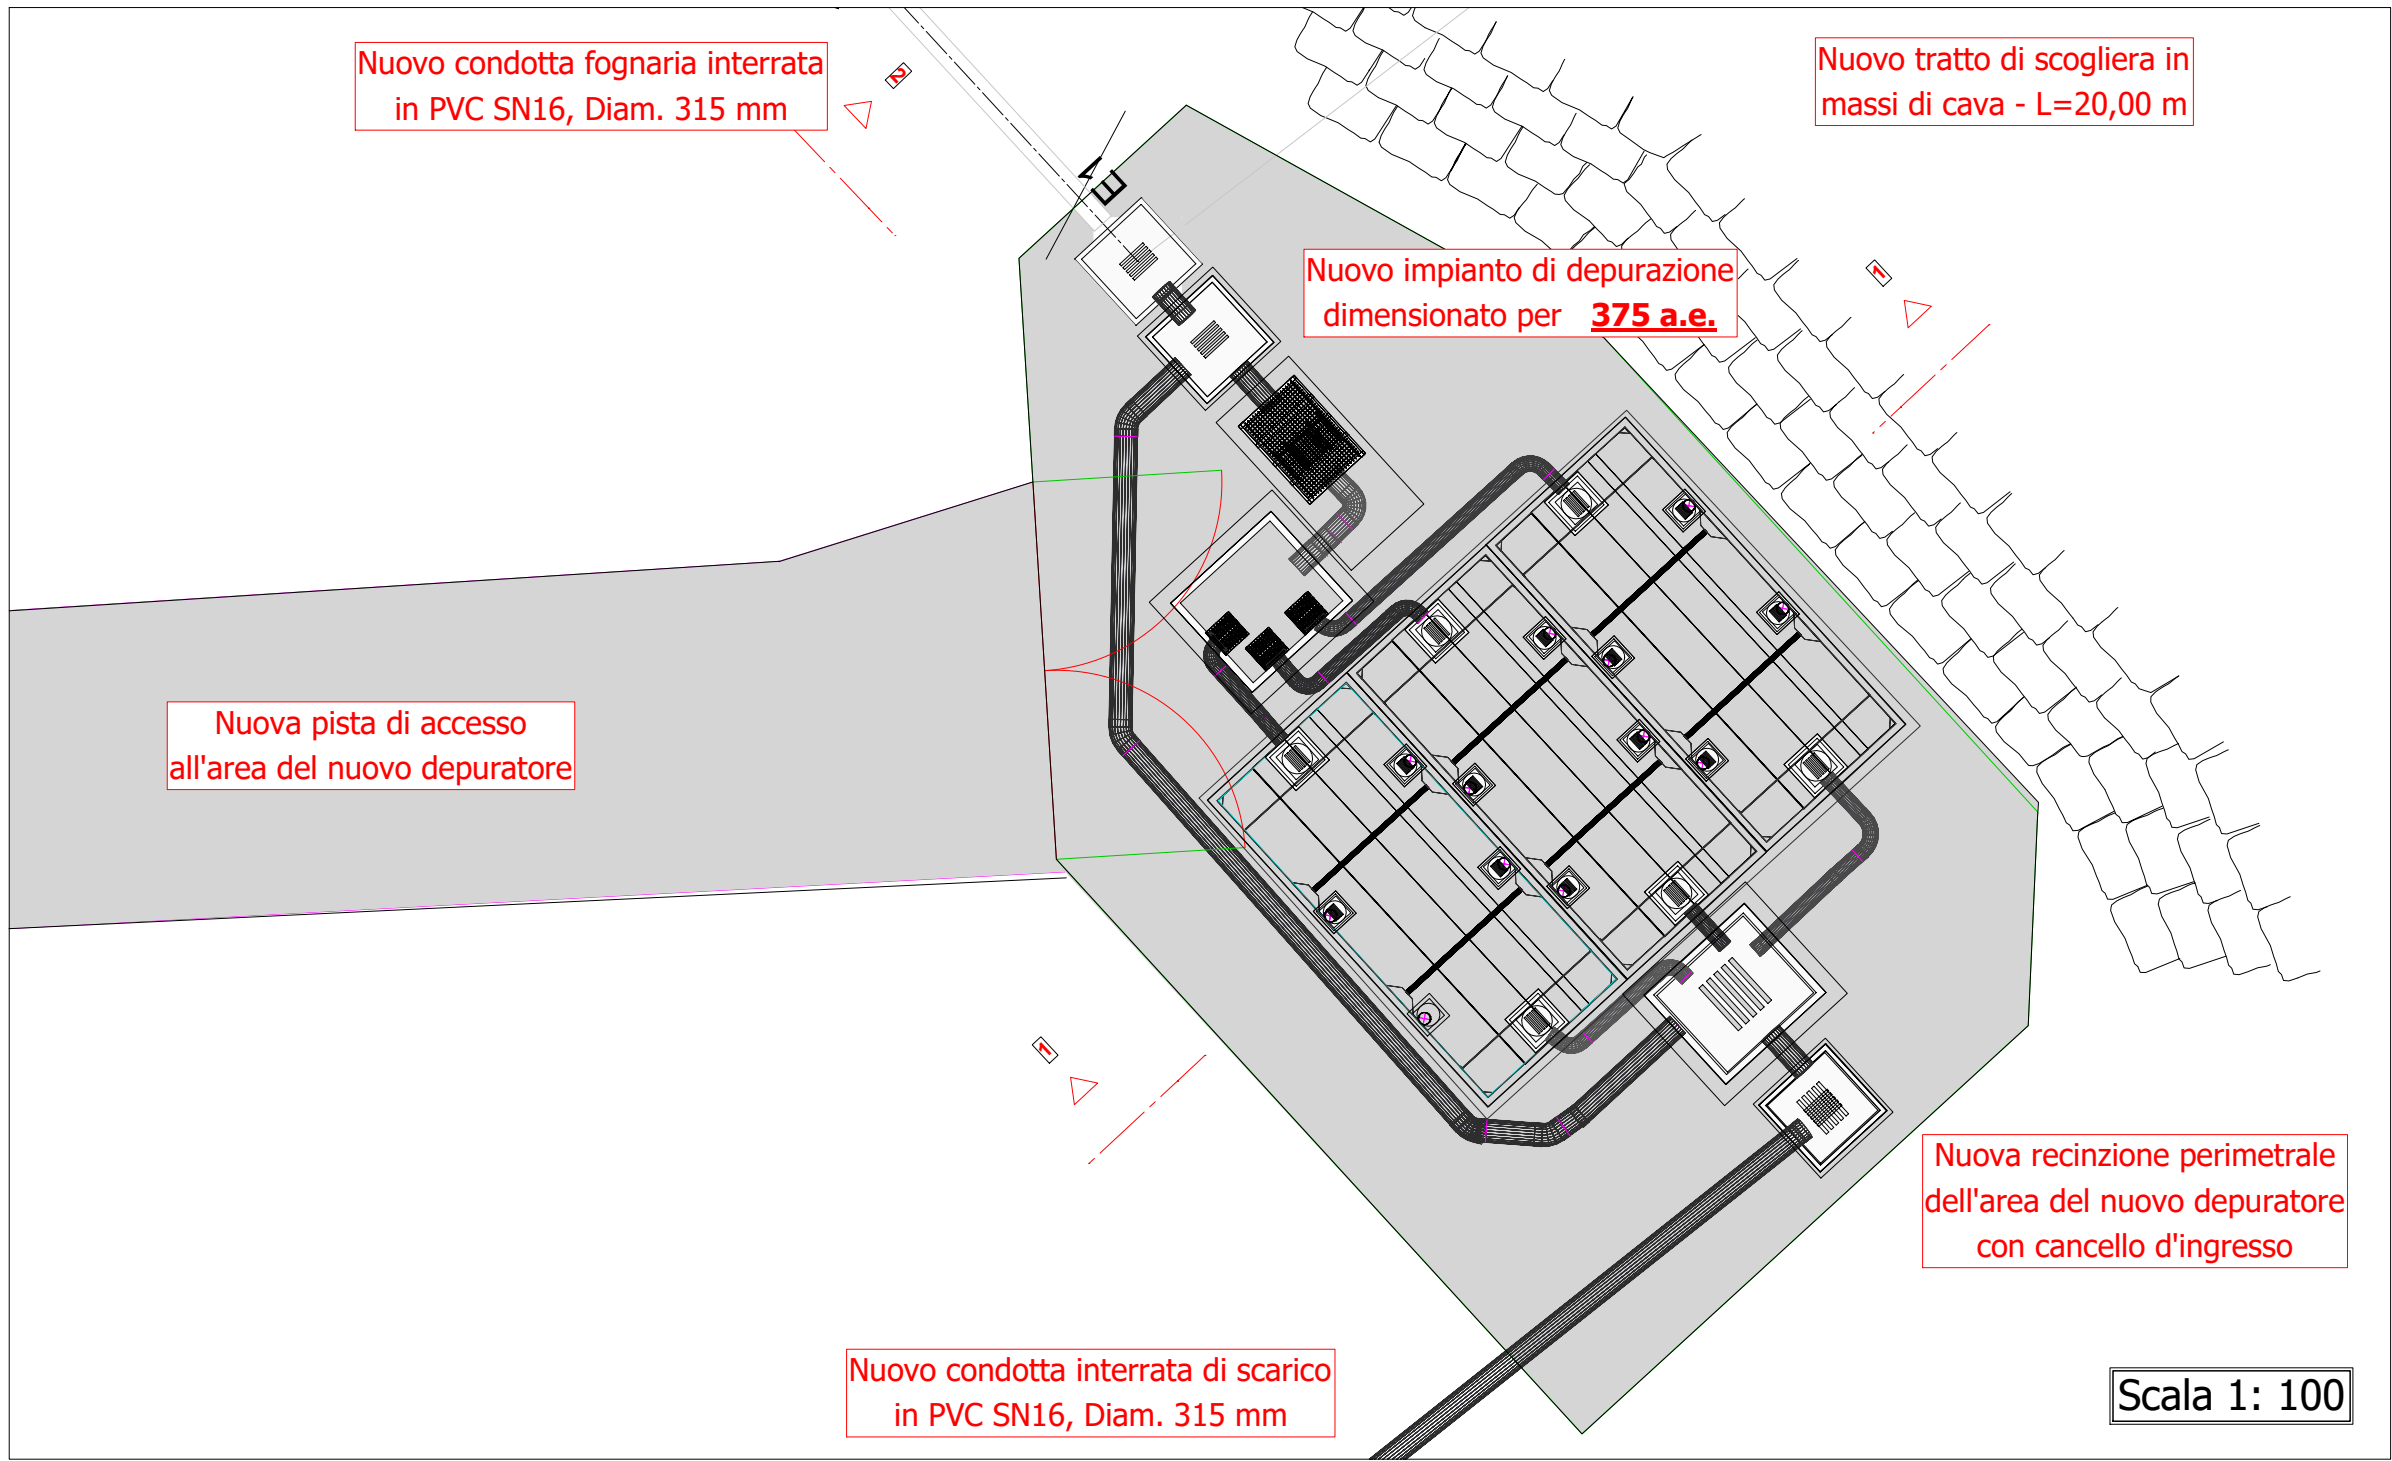 Nuovo condotta fognaria interrata
in PVC SN16, Diam. 315 mm
2
Nuovo tratto di scogliera in
massi di cava - L=20,00 m
Nuovo impianto di depurazione
dimensionato per 375 a.e.
1
Nuova pista di accesso
all'area del nuovo depuratore
1
Nuova recinzione perimetrale
dell'area del nuovo depuratore
con cancello d'ingresso
Nuovo condotta interrata di scarico
in PVC SN16, Diam. 315 mm
Scala 1: 100